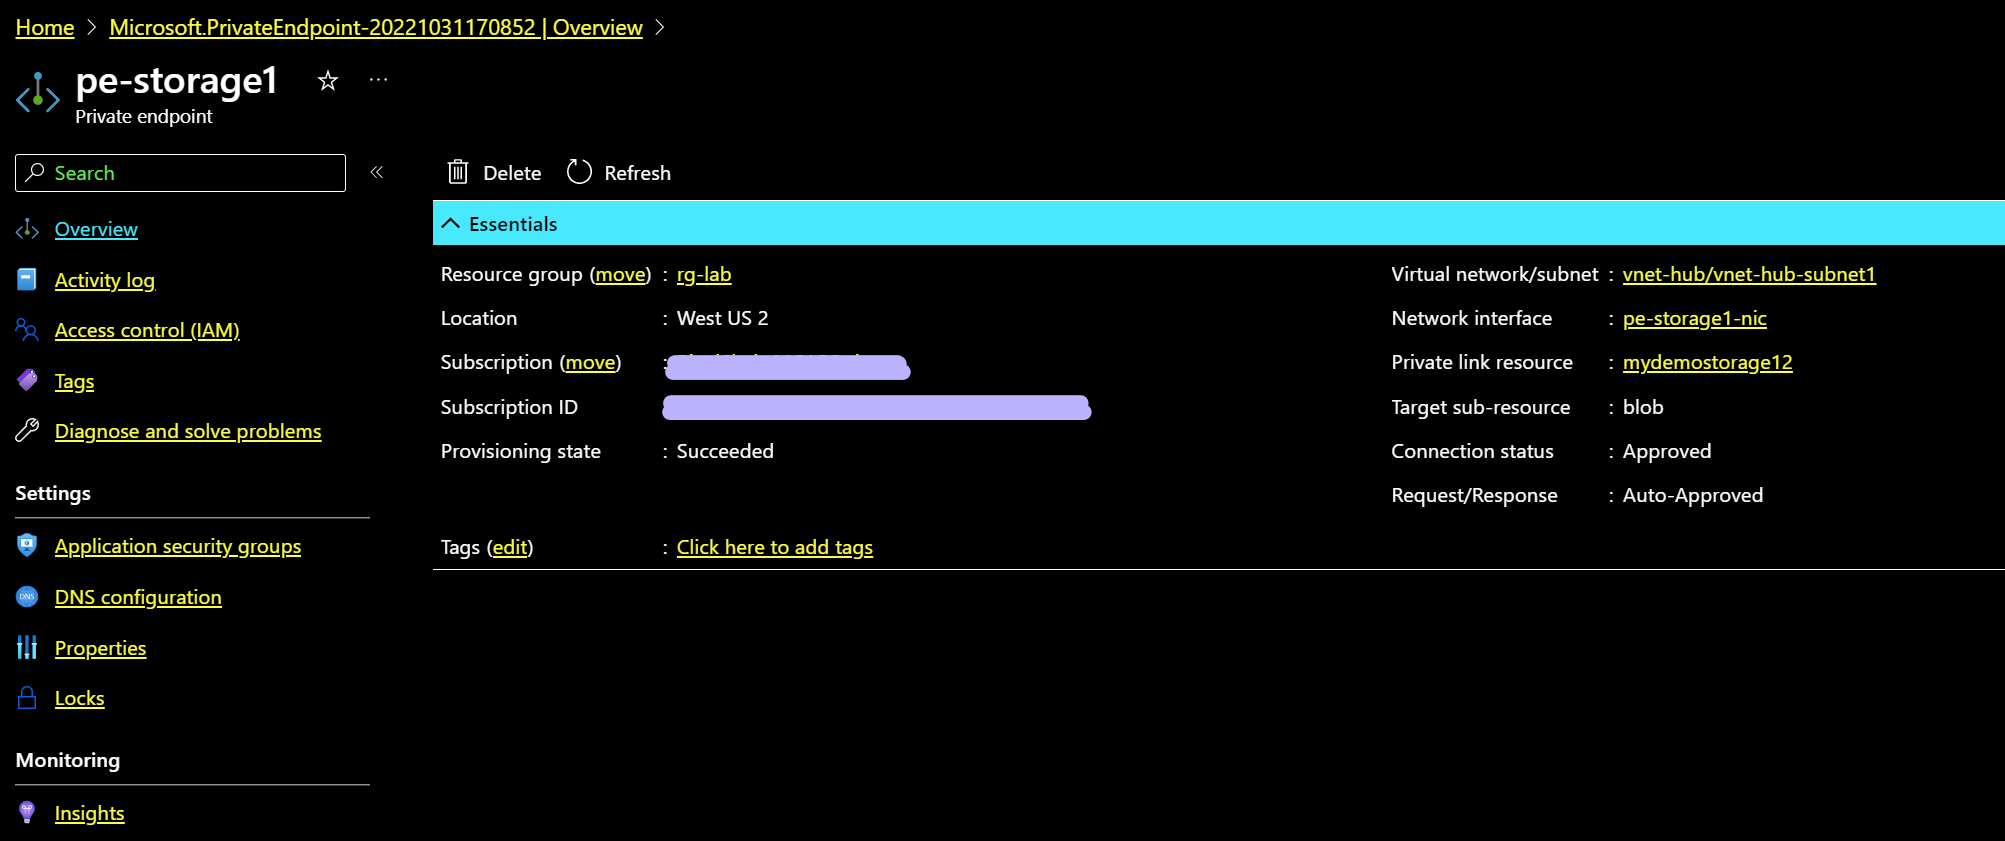 Home > Microsoft.PrivateEndpoint-20221031170852 | Overview >
pe-storage1 ...
Private endpoint
Search
«
Overview
Activity log
Access control (IAM)
Tags
Diagnose and solve problems
Settings
Application security groups
DNS configuration
Properties
Locks
Monitoring
Insights
Delete Refresh
Essentials
Resource group (move) : rg-lab
Location : West US 2
Subscription (move) :
Subscription ID
Provisioning state : Succeeded
Virtual network/subnet : vnet-hub/vnet-hub-subnet1
Network interface : pe-storage1-nic
Private link resource : mydemostorage12
Target sub-resource : blob
Connection status : Approved
Request/Response : Auto-Approved
Tags (edit) : Click here to add tags